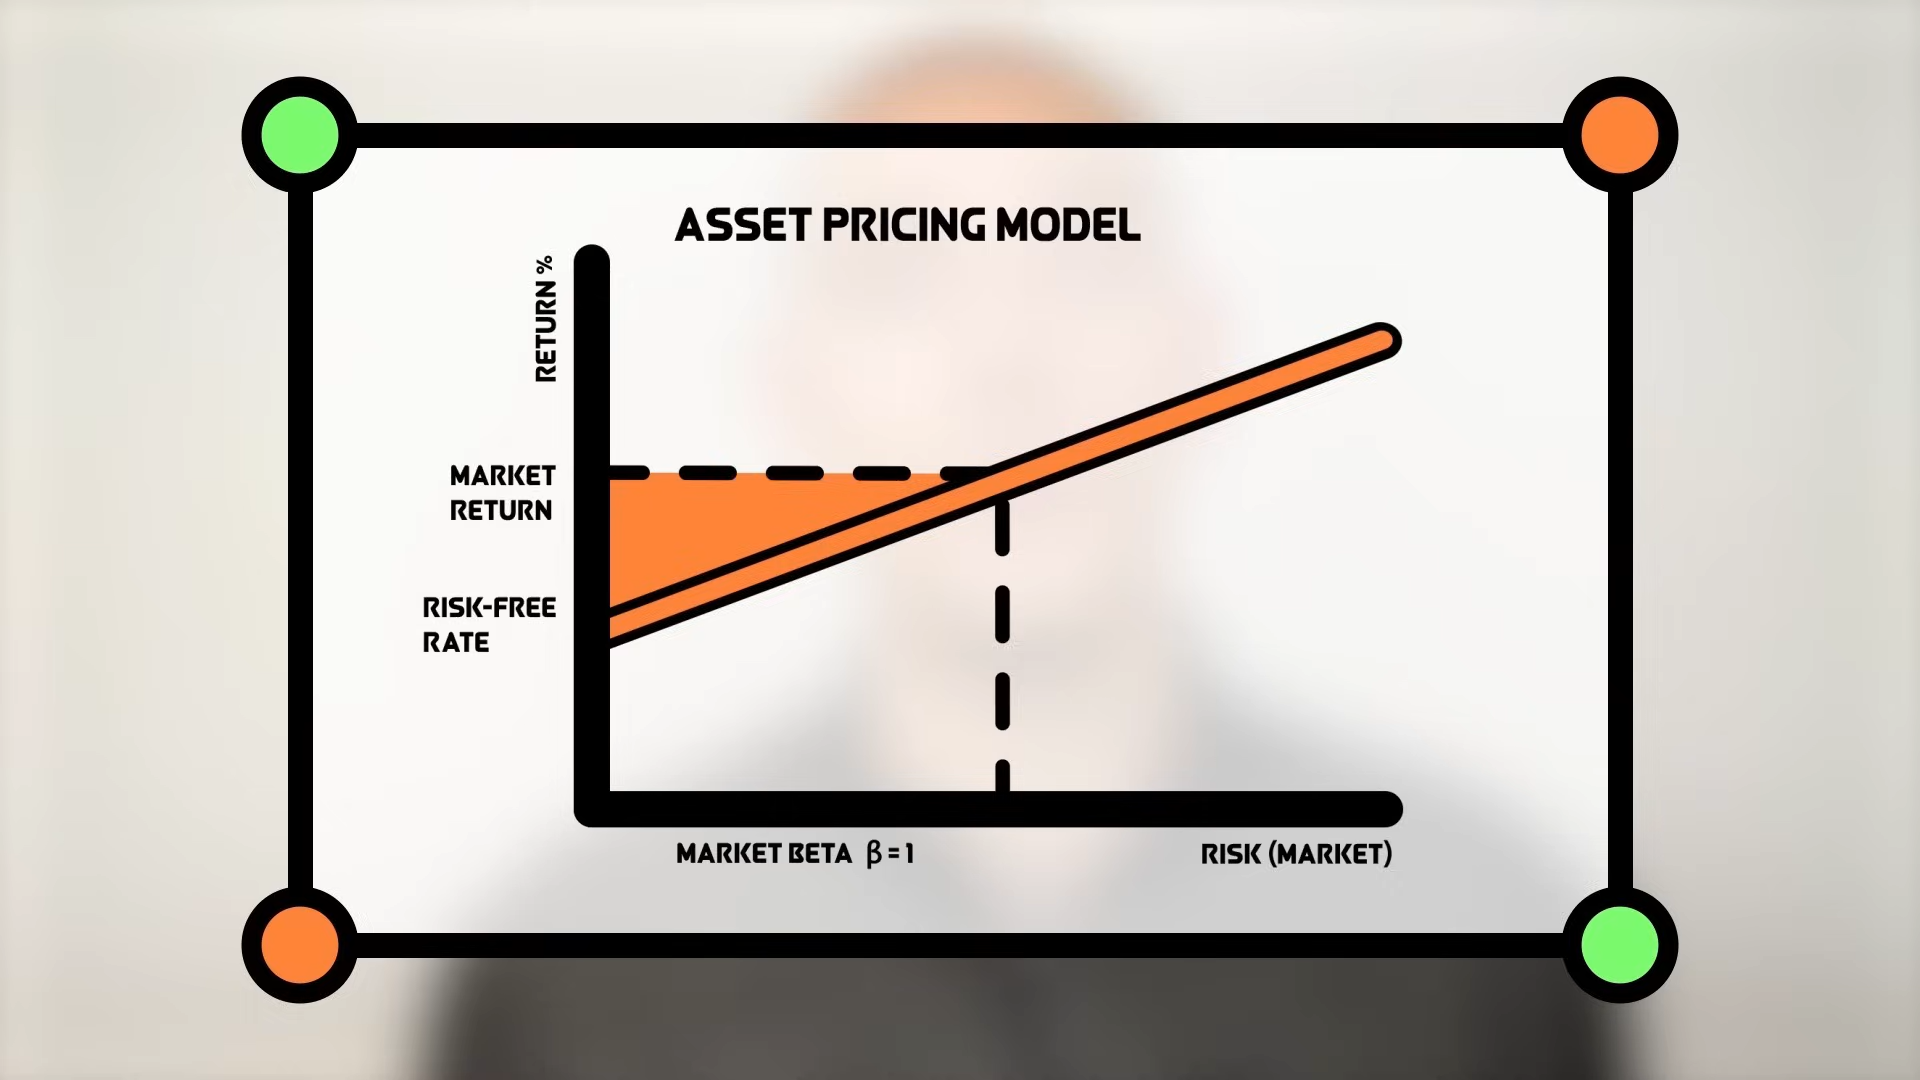 ASSET PRICING MODEL
RETURN %
MARKET
RETURN
RISK-FREE
RATE
MARKET BETA β = 1
RISK (MARKET)